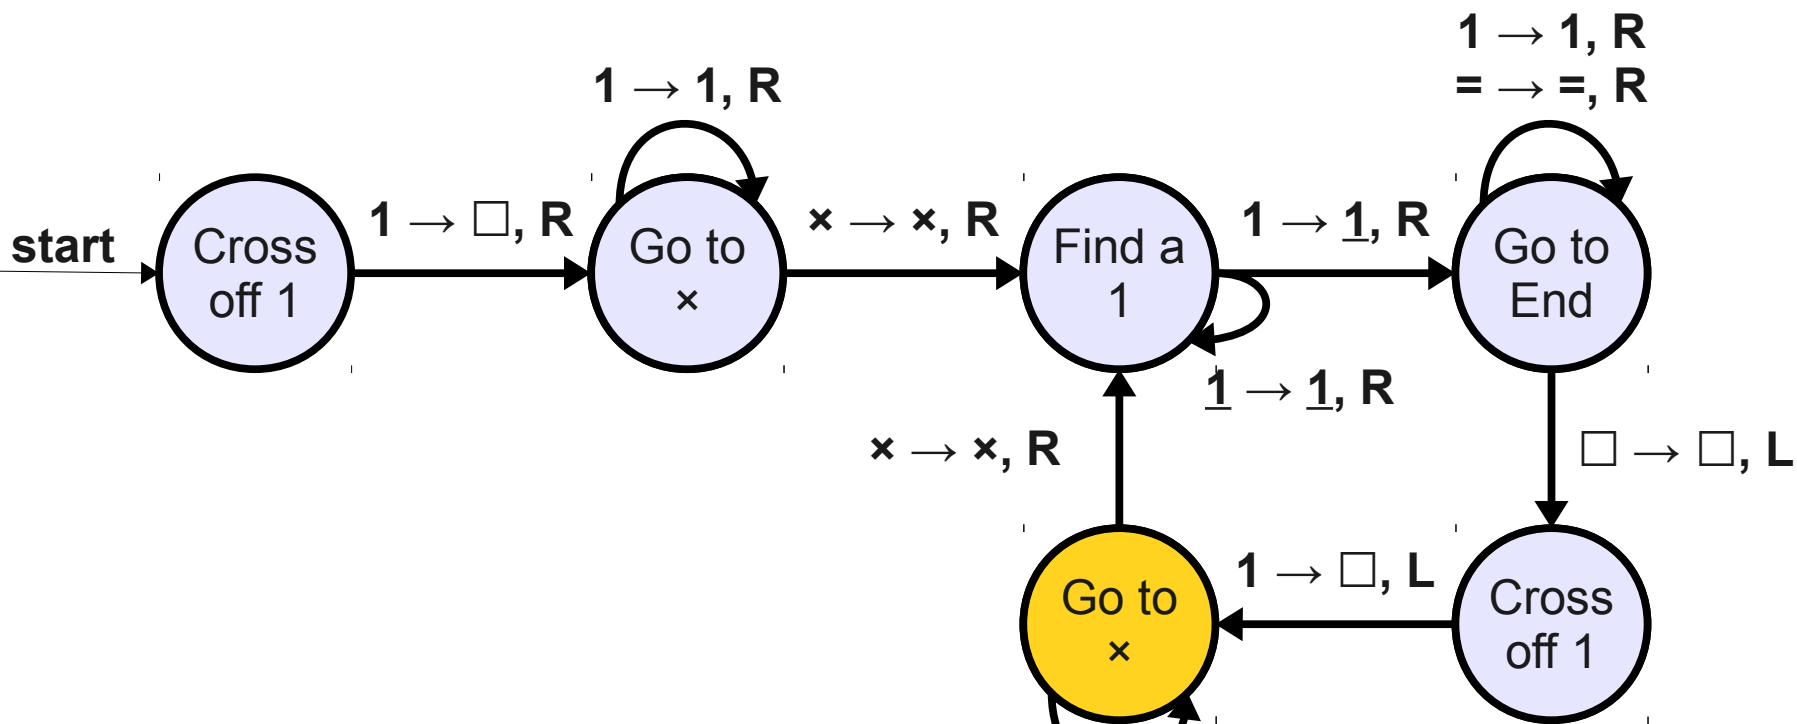 1 → 1, R
= → =, R
1 → 1, R
start
Cross
off 1
1 → □, R
Go to
×
× → ×, R
Find a
1
1 → 1̲, R
Go to
End
1̲ → 1̲, R
× → ×, R
□ → □, L
Go to
×
1 → □, L
Cross
off 1